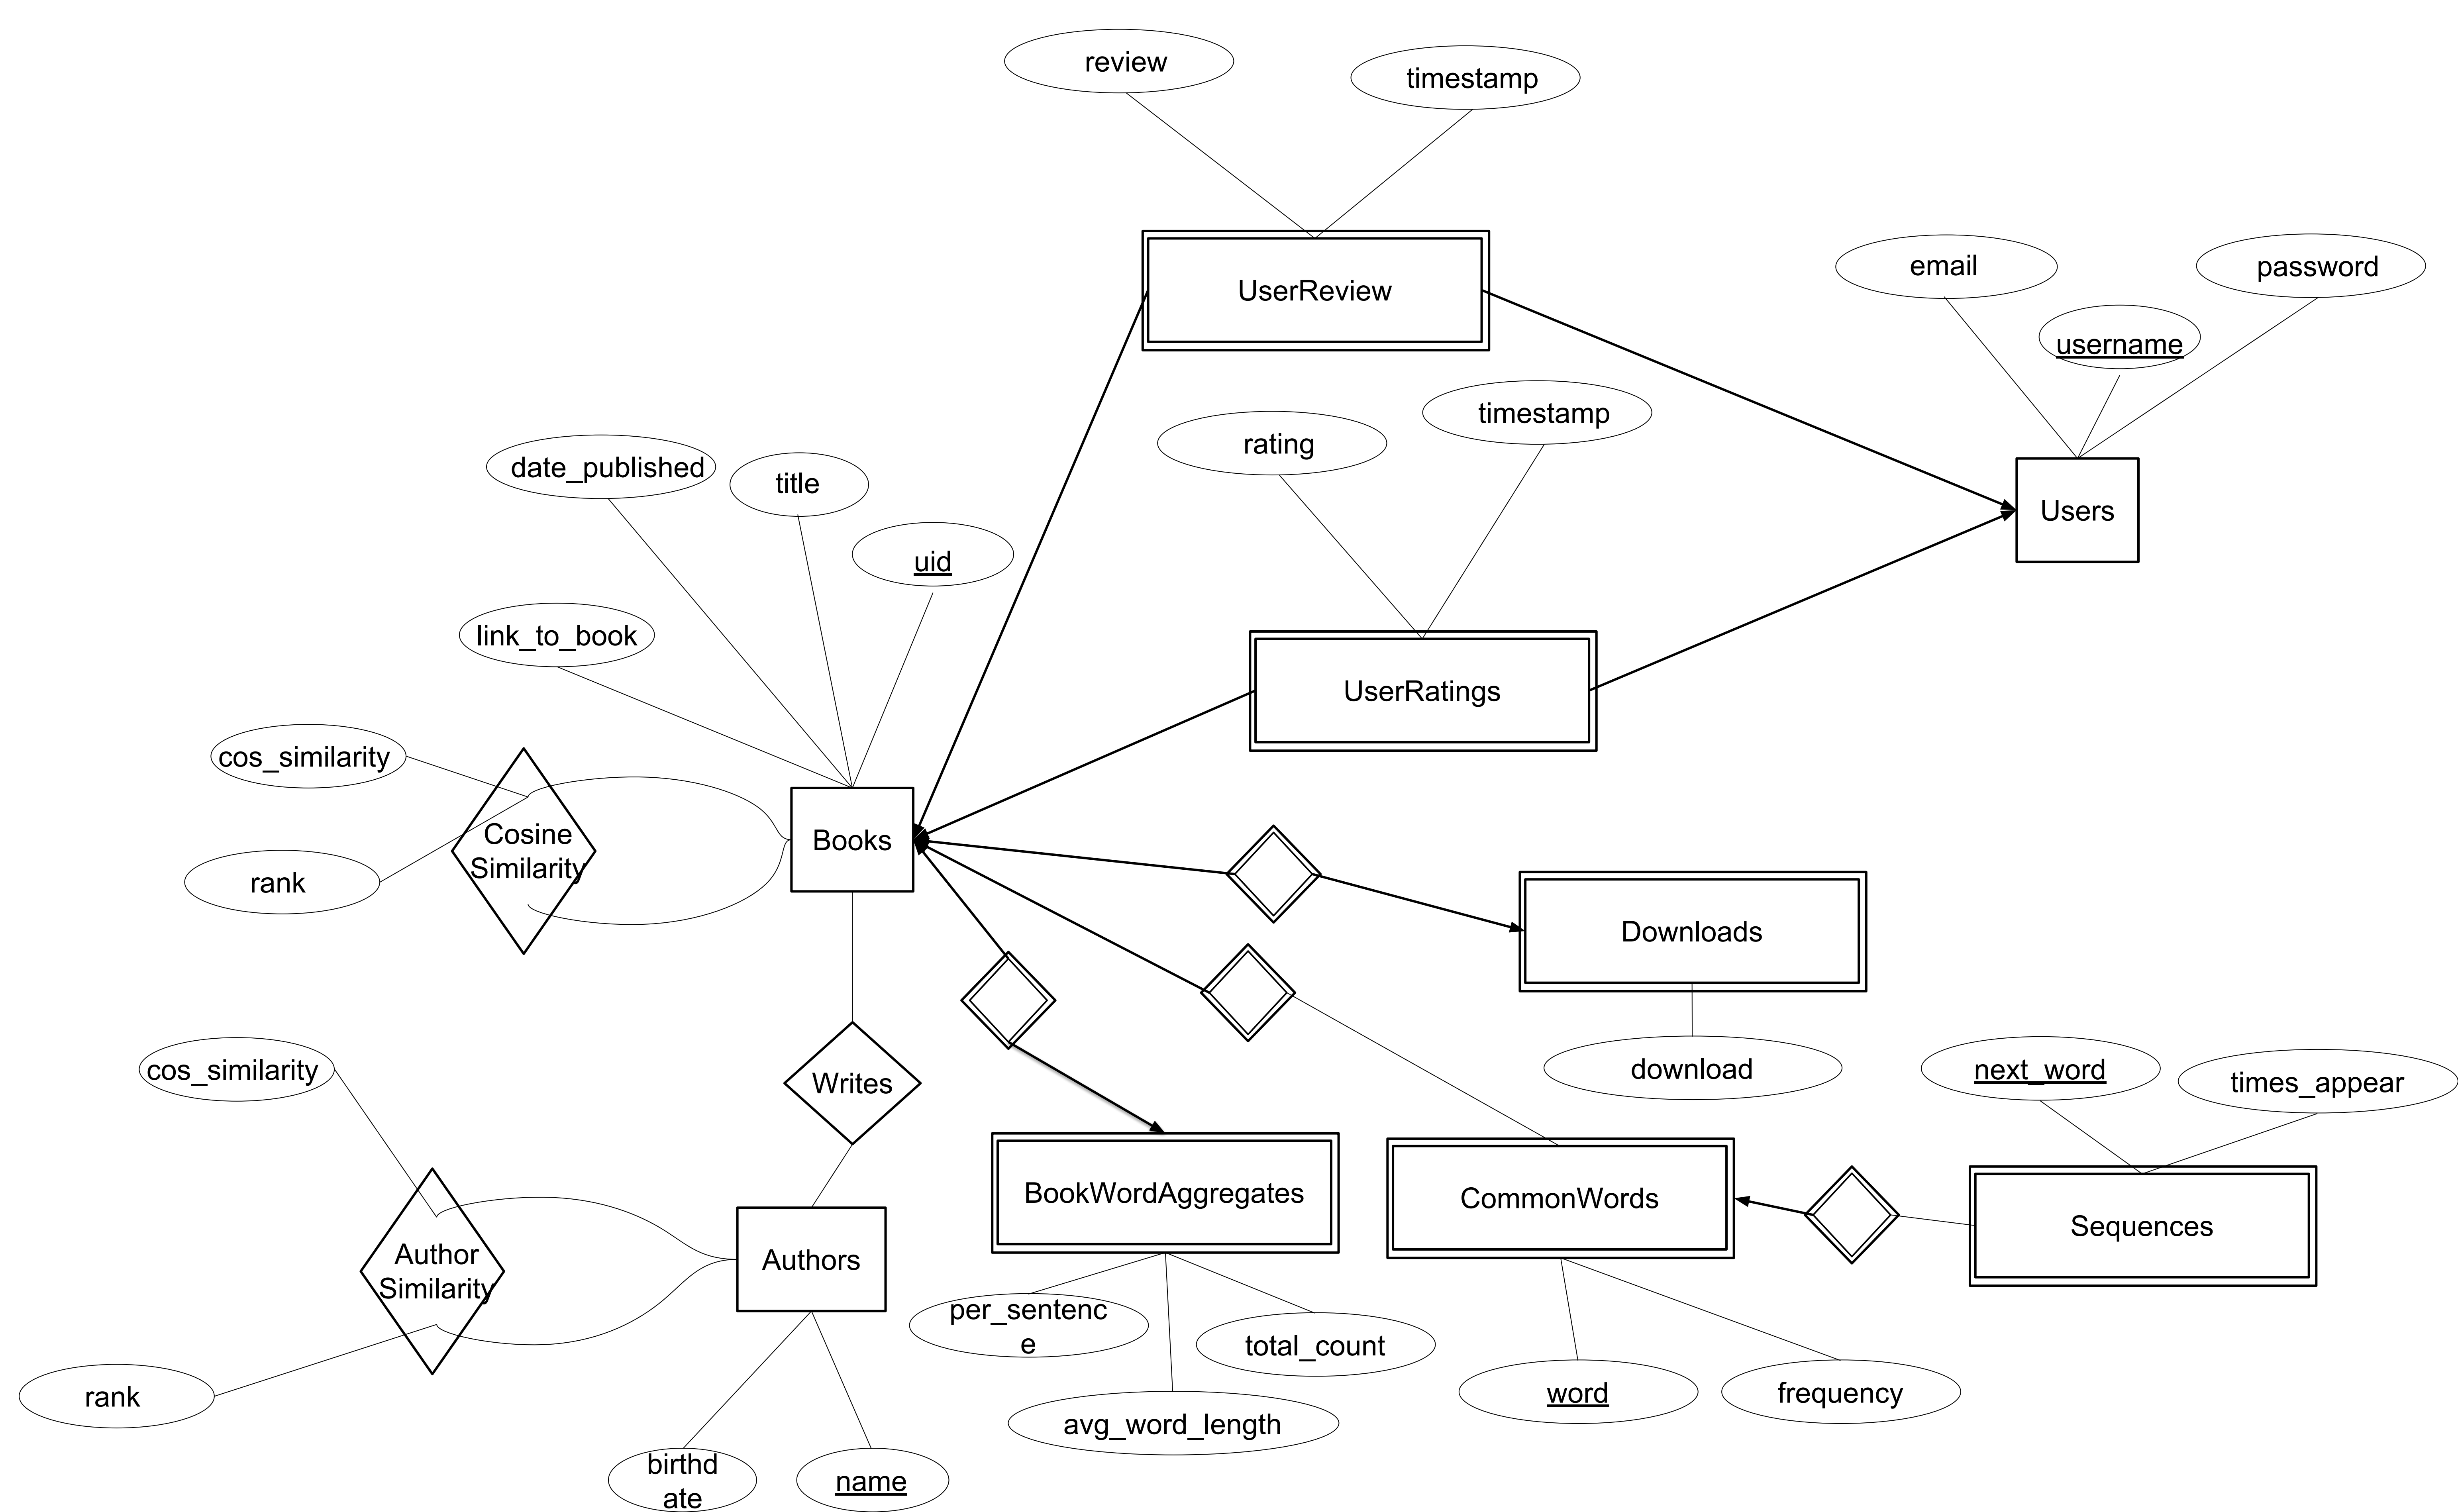 review
timestamp
UserReview
email
password
username
rating
timestamp
date_published
title
Users
uid
link_to_book
UserRatings
cos_similarity
Cosine
Similarity
Books
rank
Downloads
download
next_word
times_appear
cos_similarity
Writes
BookWordAggregates
CommonWords
Sequences
Author
Similarity
Authors
per_sentenc
e
total_count
rank
avg_word_length
word
frequency
birthd
ate
name